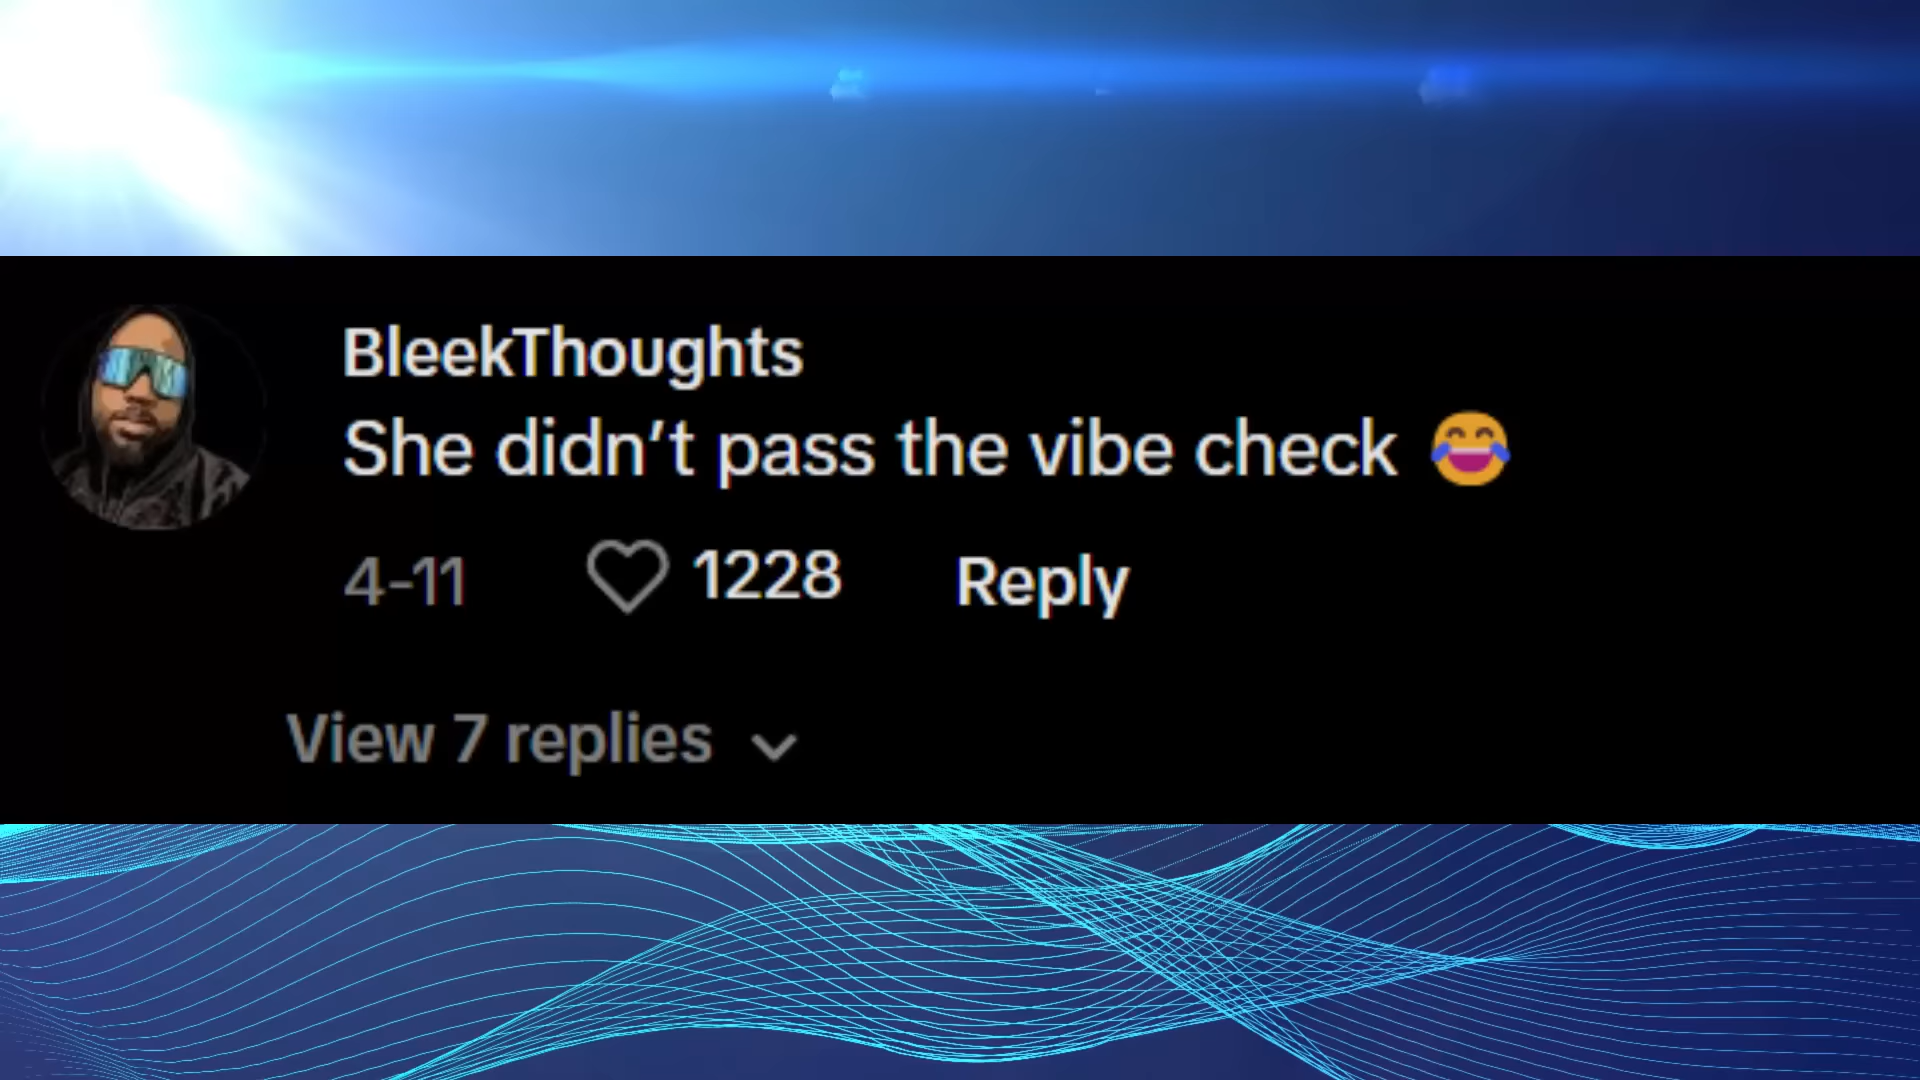 BleekThoughts
She didn’t pass the vibe check 😂
4-11 1228 Reply
View 7 replies